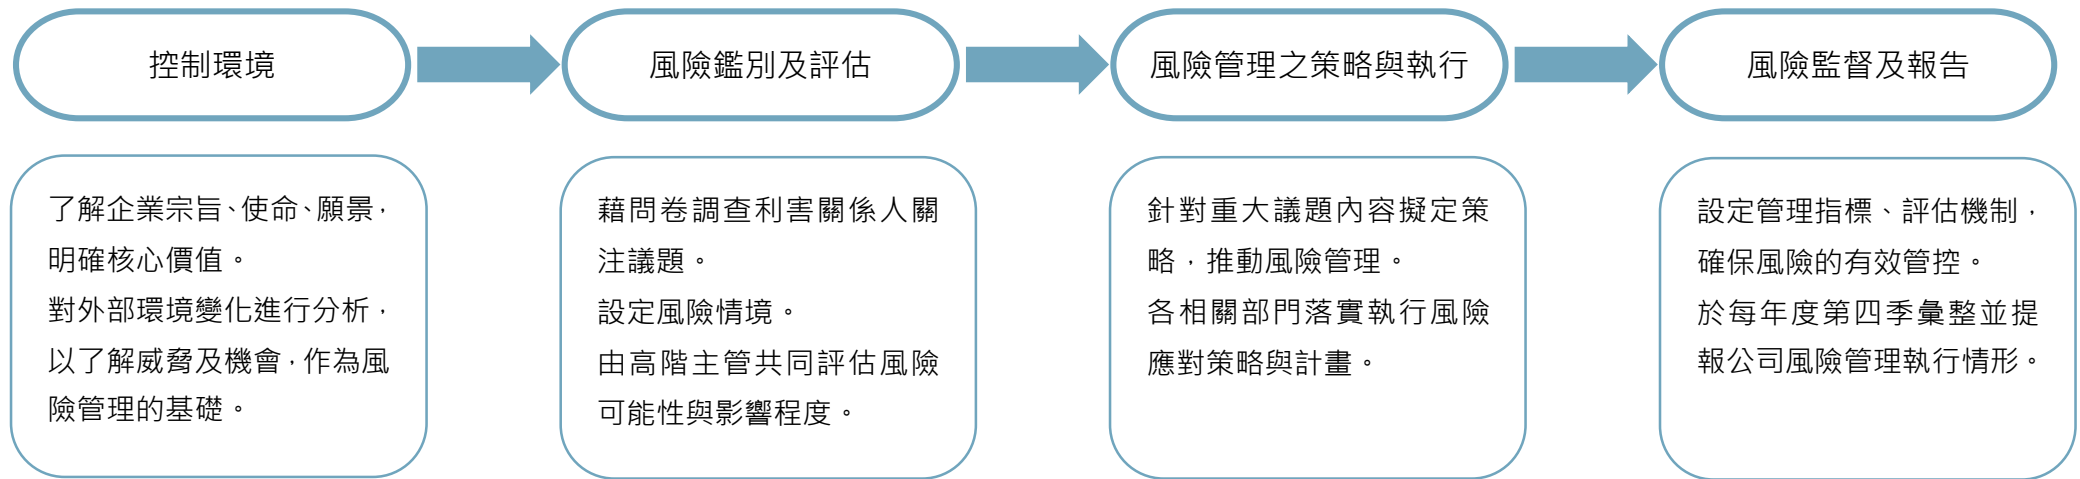 控制環境
風險鑑別及評估
風險管理之策略與執行
風險監督及報告
了解企業宗旨、使命、願景，
明確核心價值。
對外部環境變化進行分析，
以了解威脅及機會，作為風
險管理的基礎。
藉問卷調查利害關係人關
注議題。
設定風險情境。
由高階主管共同評估風險
可能性與影響程度。
針對重大議題內容擬定策
略，推動風險管理。
各相關部門落實執行風險
應對策略與計畫。
設定管理指標、評估機制，
確保風險的有效管控。
於每年度第四季彙整並提
報公司風險管理執行情形。